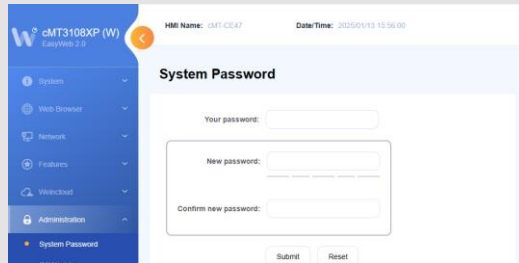 cMT3108XP (W)
EasyWeb 2.0
HMI Name: cMT-CE47
Date/Time: 2025/01/13 15:56:00
System
Web Browser
Network
Features
Weincloud
Administration
System Password
System Password
Your password:
New password:
Confirm new password:
Submit
Reset